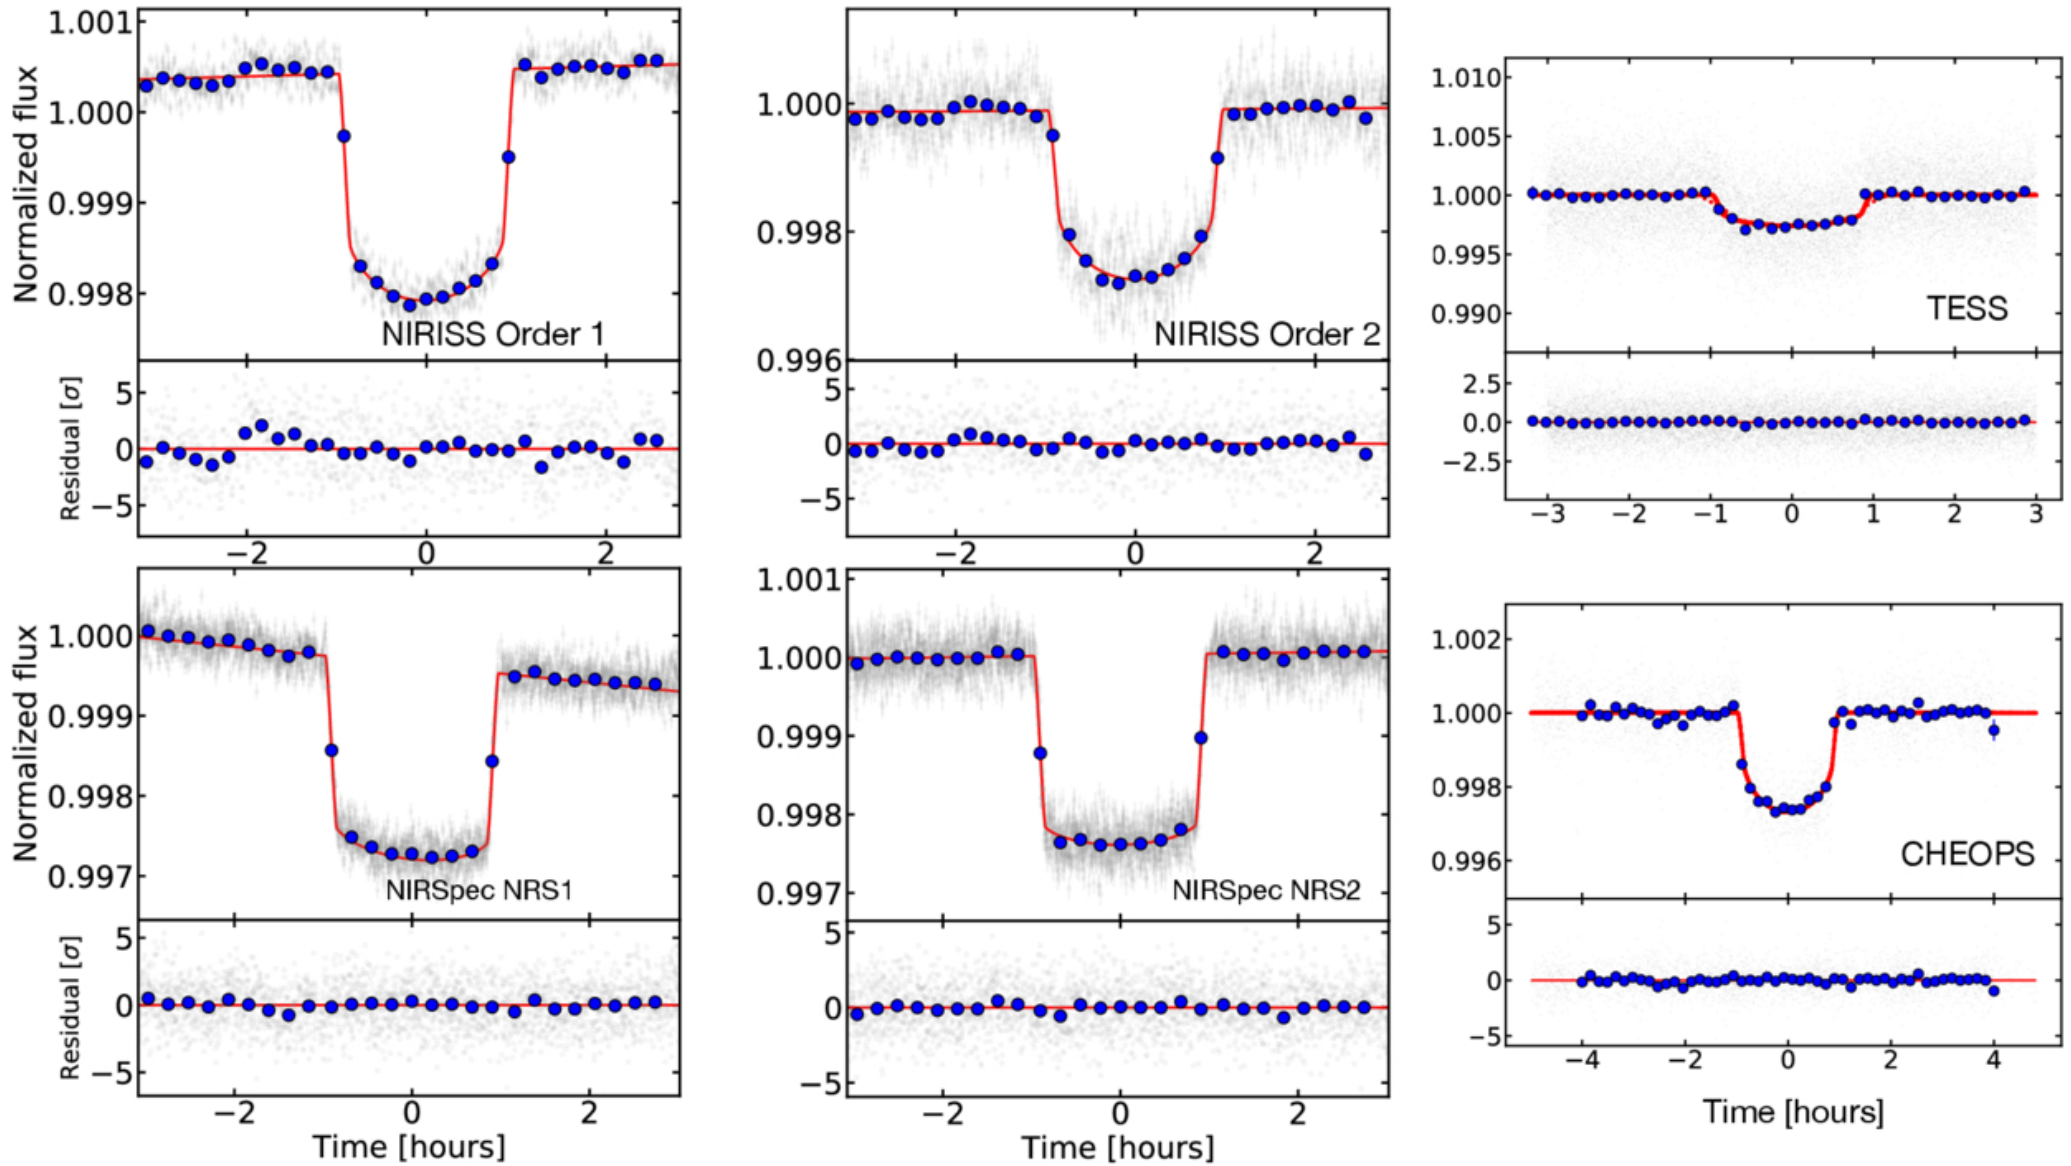 1.001
1.000
0.999
0.998
Normalized flux
NIRISS Order 1
5
0
−5
Residual [σ]
−2 0 2
1.000
0.998
0.996
NIRISS Order 2
5
0
−5
−2 0 2
1.010
1.005
1.000
0.995
0.990
TESS
2.5
0.0
−2.5
−3 −2 −1 0 1 2 3
1.000
0.999
0.998
0.997
Normalized flux
NIRSpec NRS1
5
0
−5
Residual [σ]
−2 0 2
Time [hours]
1.001
1.000
0.999
0.998
0.997
NIRSpec NRS2
5
0
−5
−2 0 2
Time [hours]
1.002
1.000
0.998
0.996
CHEOPS
5
0
−5
−4 −2 0 2 4
Time [hours]